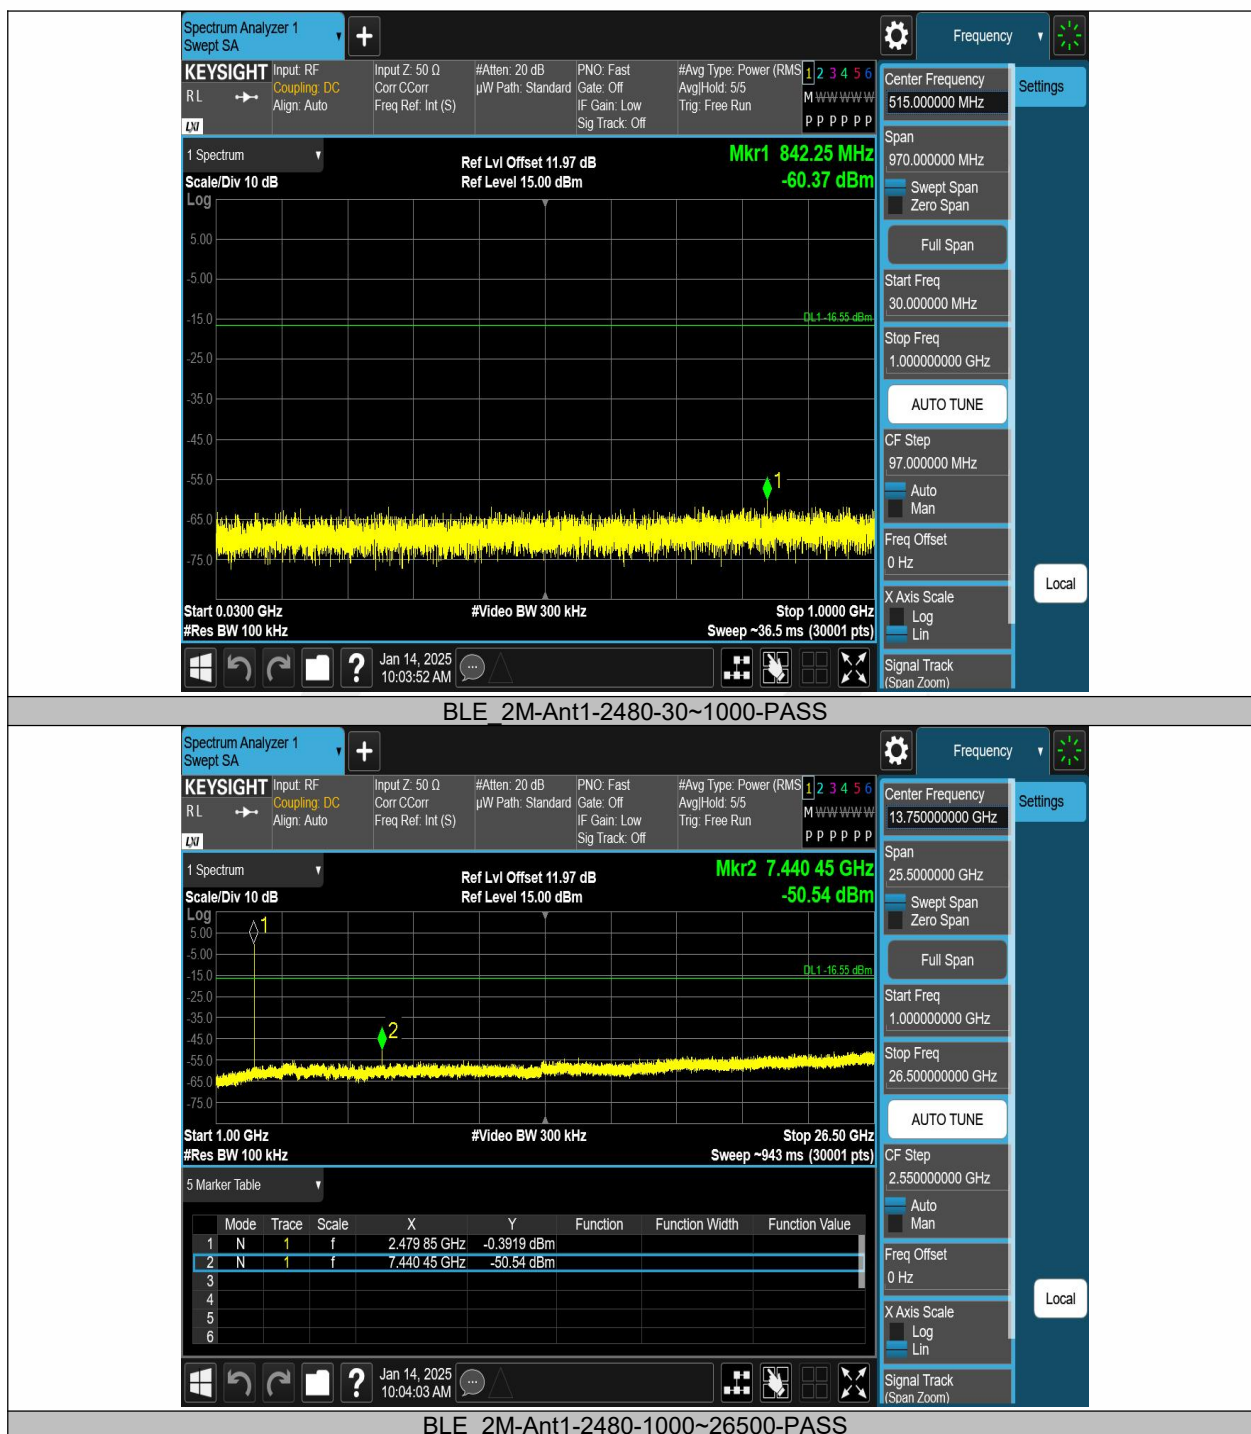 Spectrum Analyzer 1
Swept SA
Frequency
KEYSIGHT
RL
LXI
Input: RF
Coupling: DC
Align: Auto
Input Z: 50 Ω
Corr CCorr
Freq Ref: Int (S)
#Atten: 20 dB
µW Path: Standard
PNO: Fast
Gate: Off
IF Gain: Low
Sig Track: Off
#Avg Type: Power (RMS
Avg|Hold: 5/5
Trig: Free Run
1 2 3 4 5 6
M W W W W W
P P P P P P
1 Spectrum
Scale/Div 10 dB
Ref Lvl Offset 11.97 dB
Ref Level 15.00 dBm
Mkr1 842.25 MHz
-60.37 dBm
Log
5.00
-5.00
-15.0
-25.0
-35.0
-45.0
-55.0
-65.0
-75.0
DL1 -16.55 dBm
1
Start 0.0300 GHz
#Res BW 100 kHz
#Video BW 300 kHz
Stop 1.0000 GHz
Sweep ~36.5 ms (30001 pts)
Jan 14, 2025
10:03:52 AM
Center Frequency
515.000000 MHz
Span
970.000000 MHz
Swept Span
Zero Span
Full Span
Start Freq
30.000000 MHz
Stop Freq
1.000000000 GHz
AUTO TUNE
CF Step
97.000000 MHz
Auto
Man
Freq Offset
0 Hz
X Axis Scale
Log
Lin
Signal Track
(Span Zoom)
Settings
Local
BLE_2M-Ant1-2480-30~1000-PASS
Spectrum Analyzer 1
Swept SA
Frequency
KEYSIGHT
RL
LXI
Input: RF
Coupling: DC
Align: Auto
Input Z: 50 Ω
Corr CCorr
Freq Ref: Int (S)
#Atten: 20 dB
µW Path: Standard
PNO: Fast
Gate: Off
IF Gain: Low
Sig Track: Off
#Avg Type: Power (RMS
Avg|Hold: 5/5
Trig: Free Run
1 2 3 4 5 6
M W W W W W
P P P P P P
1 Spectrum
Scale/Div 10 dB
Ref Lvl Offset 11.97 dB
Ref Level 15.00 dBm
Mkr2 7.440 45 GHz
-50.54 dBm
Log
5.00
-5.00
-15.0
-25.0
-35.0
-45.0
-55.0
-65.0
-75.0
DL1 -16.55 dBm
1
2
Start 1.00 GHz
#Res BW 100 kHz
#Video BW 300 kHz
Stop 26.50 GHz
Sweep ~943 ms (30001 pts)
5 Marker Table
Mode Trace Scale X Y Function Function Width Function Value
1 N 1 f 2.479 85 GHz -0.3919 dBm
2 N 1 f 7.440 45 GHz -50.54 dBm
3
4
5
6
Jan 14, 2025
10:04:03 AM
Center Frequency
13.750000000 GHz
Span
25.5000000 GHz
Swept Span
Zero Span
Full Span
Start Freq
1.000000000 GHz
Stop Freq
26.500000000 GHz
AUTO TUNE
CF Step
2.550000000 GHz
Auto
Man
Freq Offset
0 Hz
X Axis Scale
Log
Lin
Signal Track
(Span Zoom)
Settings
Local
BLE_2M-Ant1-2480-1000~26500-PASS